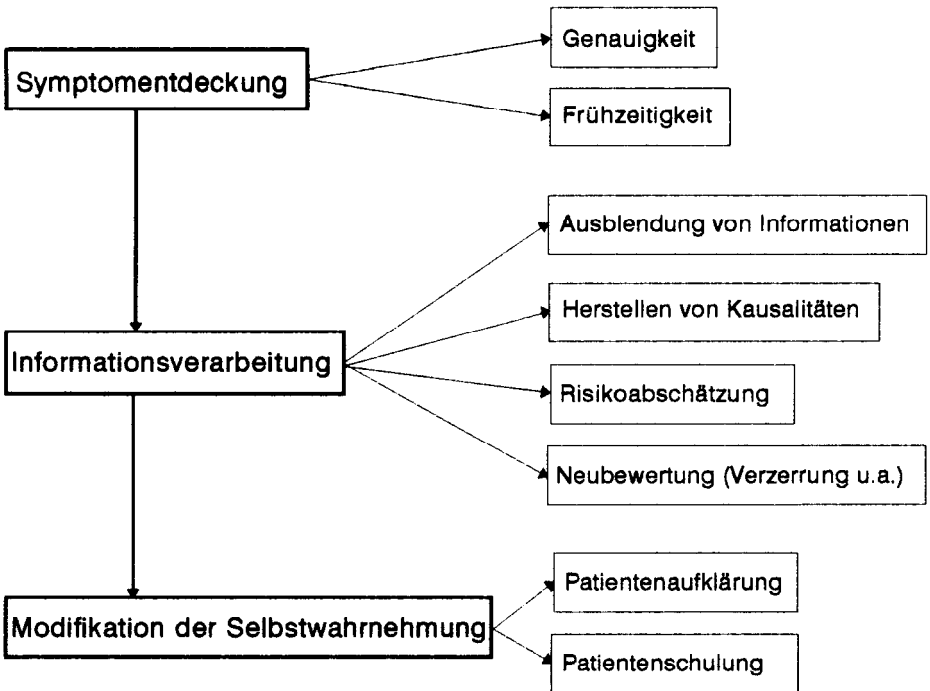 Symptomentdeckung
Genauigkeit
Frühzeitigkeit
Informationsverarbeitung
Ausblendung von Informationen
Herstellen von Kausalitäten
Risikoabschätzung
Neubewertung (Verzerrung u.a.)
Modifikation der Selbstwahrnehmung
Patientenaufklärung
Patientenschulung